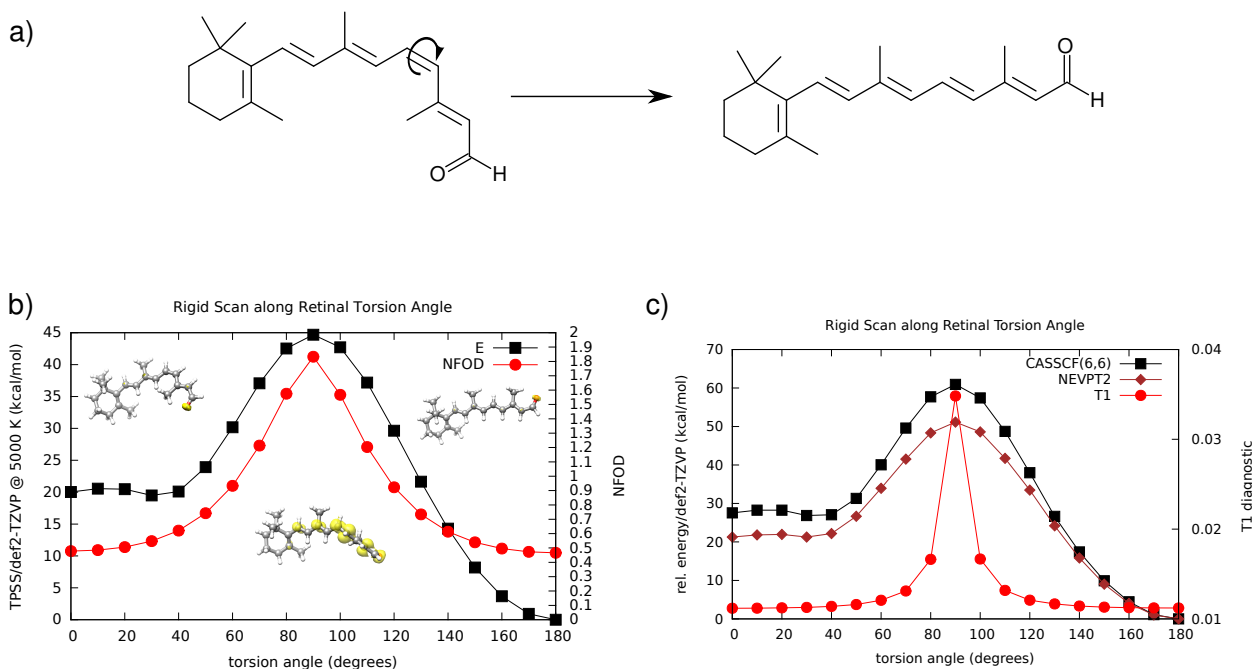 a)
O
H
O
H
b)
Rigid Scan along Retinal Torsion Angle
E
NFOD
TPSS/def2-TZVP @ 5000 K (kcal/mol)
45
40
35
30
25
20
15
10
5
0
0 20 40 60 80 100 120 140 160 180
torsion angle (degrees)
2
1.9
1.8
1.7
1.6
1.5
1.4
1.3
1.2
1.1
1
0.9
0.8
0.7
0.6
0.5
0.4
0.3
0.2
0.1
0
NFOD
c)
Rigid Scan along Retinal Torsion Angle
CASSCF(6,6)
NEVPT2
T1
rel. energy/def2-TZVP (kcal/mol)
70
60
50
40
30
20
10
0
0 20 40 60 80 100 120 140 160 180
torsion angle (degrees)
0.04
0.03
0.02
0.01
T1 diagnostic